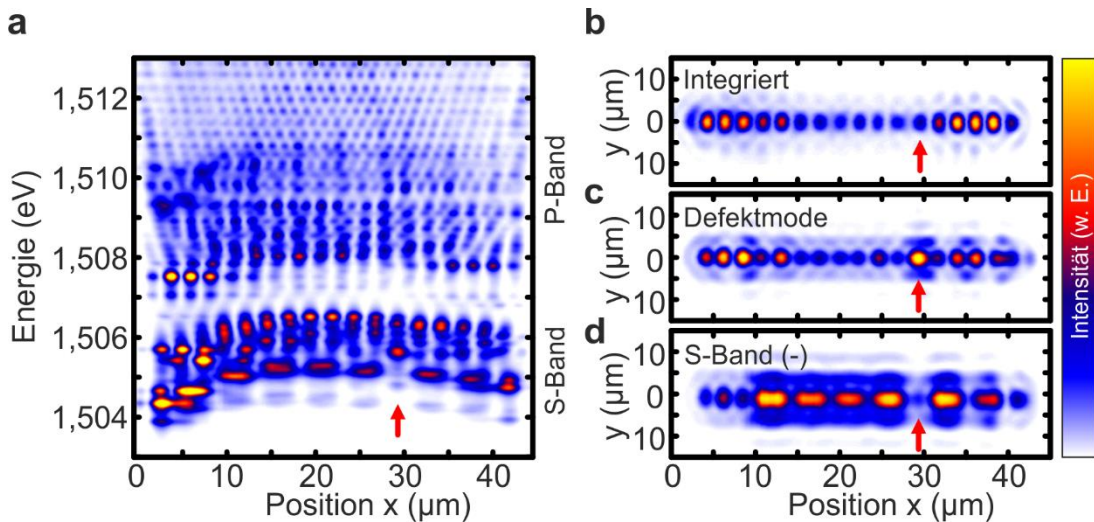 a
1,512
1,510
1,508
1,506
1,504
Energie (eV)
P-Band
S-Band
0 10 20 30 40
Position x (µm)
b
Integriert
10
0
10
y (µm)
c
Defektmode
10
0
10
y (µm)
d
S-Band (-)
10
0
10
y (µm)
0 10 20 30 40
Position x (µm)
Intensität (w. E.)